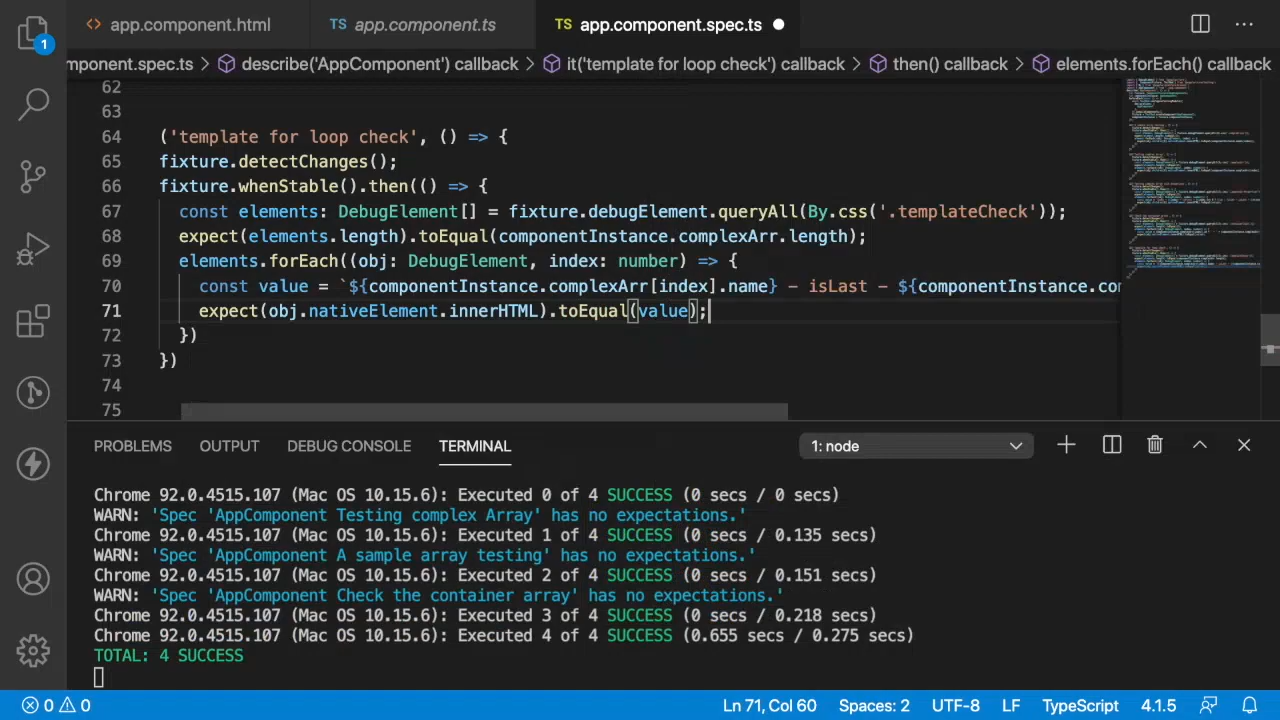 1
<> app.component.html
TS app.component.ts
TS app.component.spec.ts
mponent.spec.ts > describe('AppComponent') callback > it('template for loop check') callback > then() callback > elements.forEach() callback
62
63
64 ('template for loop check', () => {
65 fixture.detectChanges();
66 fixture.whenStable().then(() => {
67 const elements: DebugElement[] = fixture.debugElement.queryAll(By.css('.templateCheck'));
68 expect(elements.length).toEqual(componentInstance.complexArr.length);
69 elements.forEach((obj: DebugElement, index: number) => {
70 const value = `${componentInstance.complexArr[index].name} - isLast - ${componentInstance.com
71 expect(obj.nativeElement.innerHTML).toEqual(value);
72 })
73 })
74
75
PROBLEMS OUTPUT DEBUG CONSOLE TERMINAL 1: node
Chrome 92.0.4515.107 (Mac OS 10.15.6): Executed 0 of 4 SUCCESS (0 secs / 0 secs)
WARN: 'Spec 'AppComponent Testing complex Array' has no expectations.'
Chrome 92.0.4515.107 (Mac OS 10.15.6): Executed 1 of 4 SUCCESS (0 secs / 0.135 secs)
WARN: 'Spec 'AppComponent A sample array testing' has no expectations.'
Chrome 92.0.4515.107 (Mac OS 10.15.6): Executed 2 of 4 SUCCESS (0 secs / 0.151 secs)
WARN: 'Spec 'AppComponent Check the container array' has no expectations.'
Chrome 92.0.4515.107 (Mac OS 10.15.6): Executed 3 of 4 SUCCESS (0 secs / 0.218 secs)
Chrome 92.0.4515.107 (Mac OS 10.15.6): Executed 4 of 4 SUCCESS (0.655 secs / 0.275 secs)
TOTAL: 4 SUCCESS
0 0 Ln 71, Col 60 Spaces: 2 UTF-8 LF TypeScript 4.1.5